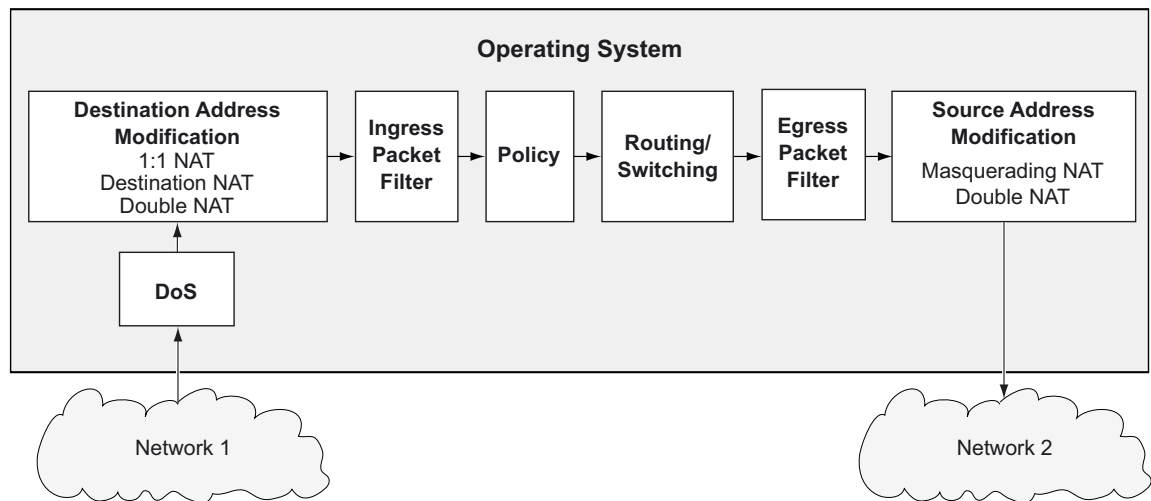 Operating System
Destination Address
Modification
1:1 NAT
Destination NAT
Double NAT
Ingress
Packet
Filter
Policy
Routing/
Switching
Egress
Packet
Filter
Source Address
Modification
Masquerading NAT
Double NAT
DoS
Network 1
Network 2